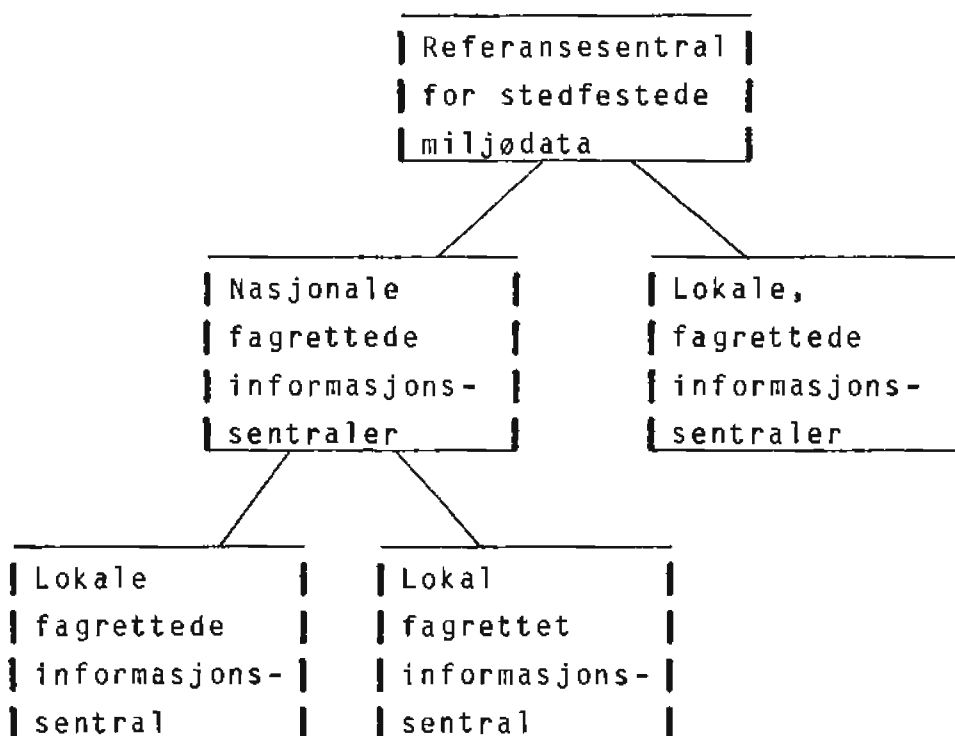 Referansesentral
for stedfestede
miljødata
Nasjonale
fagrettede
informasjons-
sentraler
Lokale,
fagrettede
informasjons-
sentraler
Lokale
fagrettede
informasjons-
sentral
Lokal
fagrettet
informasjons-
sentral